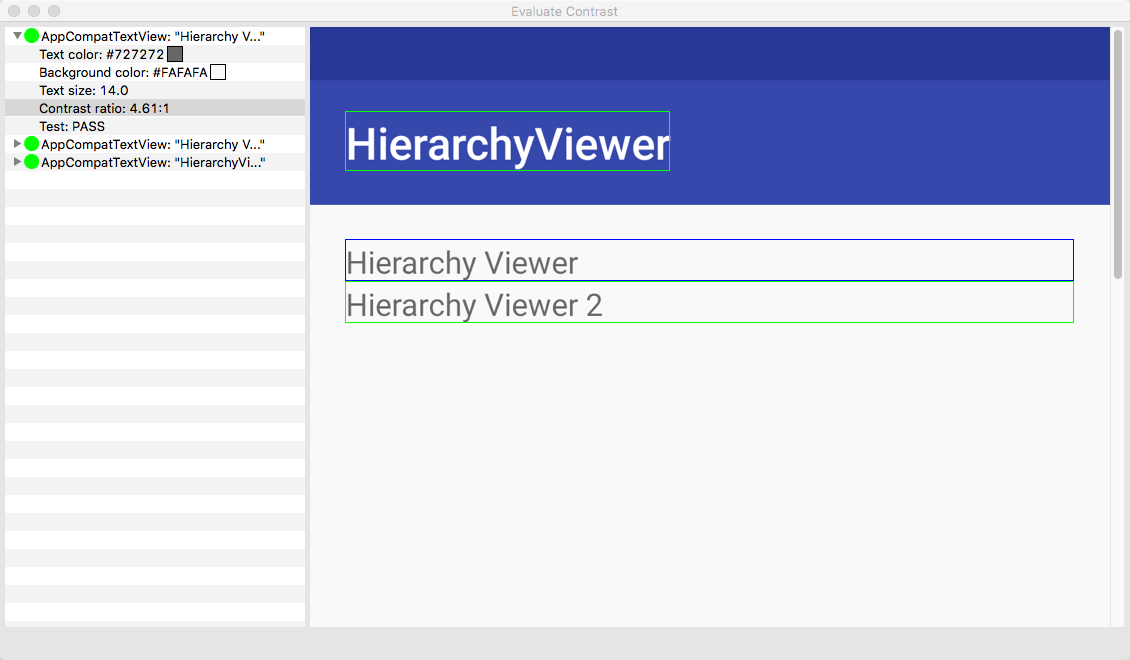 Evaluate Contrast
AppCompatTextView: "Hierarchy V..."
Text color: #727272
Background color: #FAFAFA
Text size: 14.0
Contrast ratio: 4.61:1
Test: PASS
AppCompatTextView: "Hierarchy V..."
AppCompatTextView: "HierarchyVi..."
HierarchyViewer
Hierarchy Viewer
Hierarchy Viewer 2